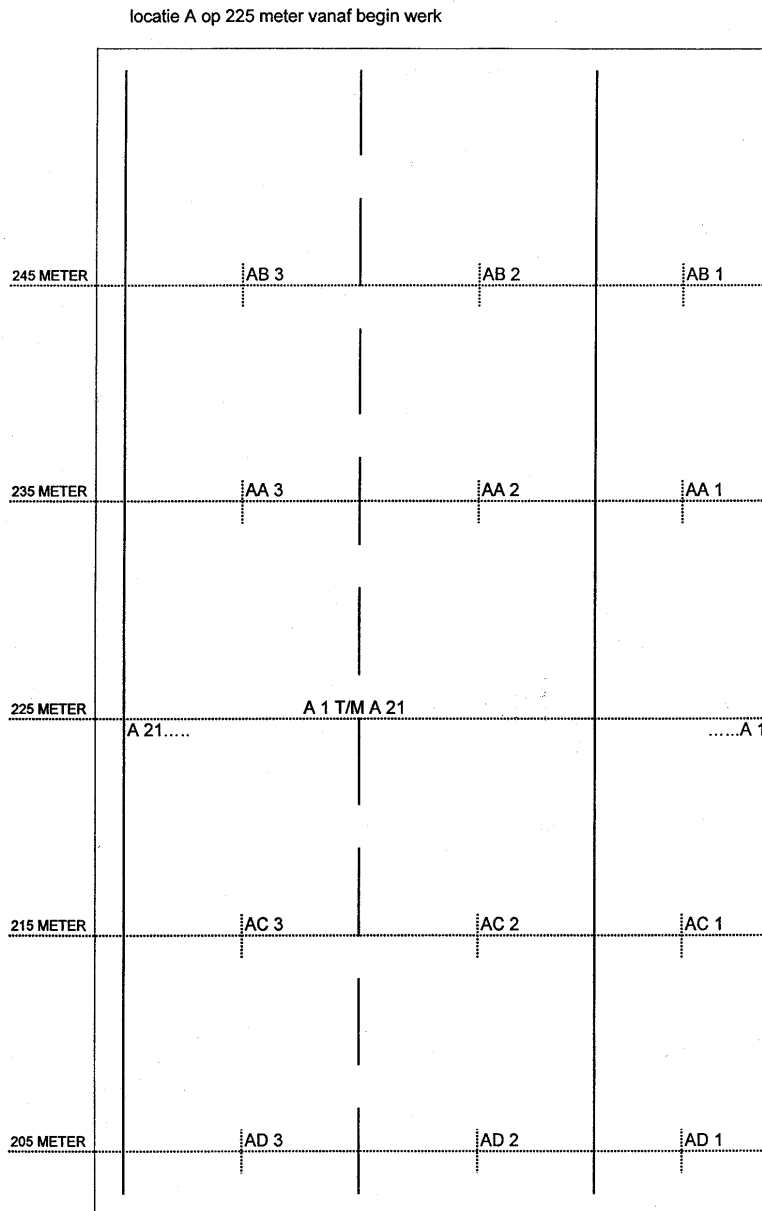 locatie A op 225 meter vanaf begin werk
245 METER AB 3 AB 2 AB 1
235 METER AA 3 AA 2 AA 1
225 METER A 1 T/M A 21
A 21..... ......A 1
215 METER AC 3 AC 2 AC 1
205 METER AD 3 AD 2 AD 1